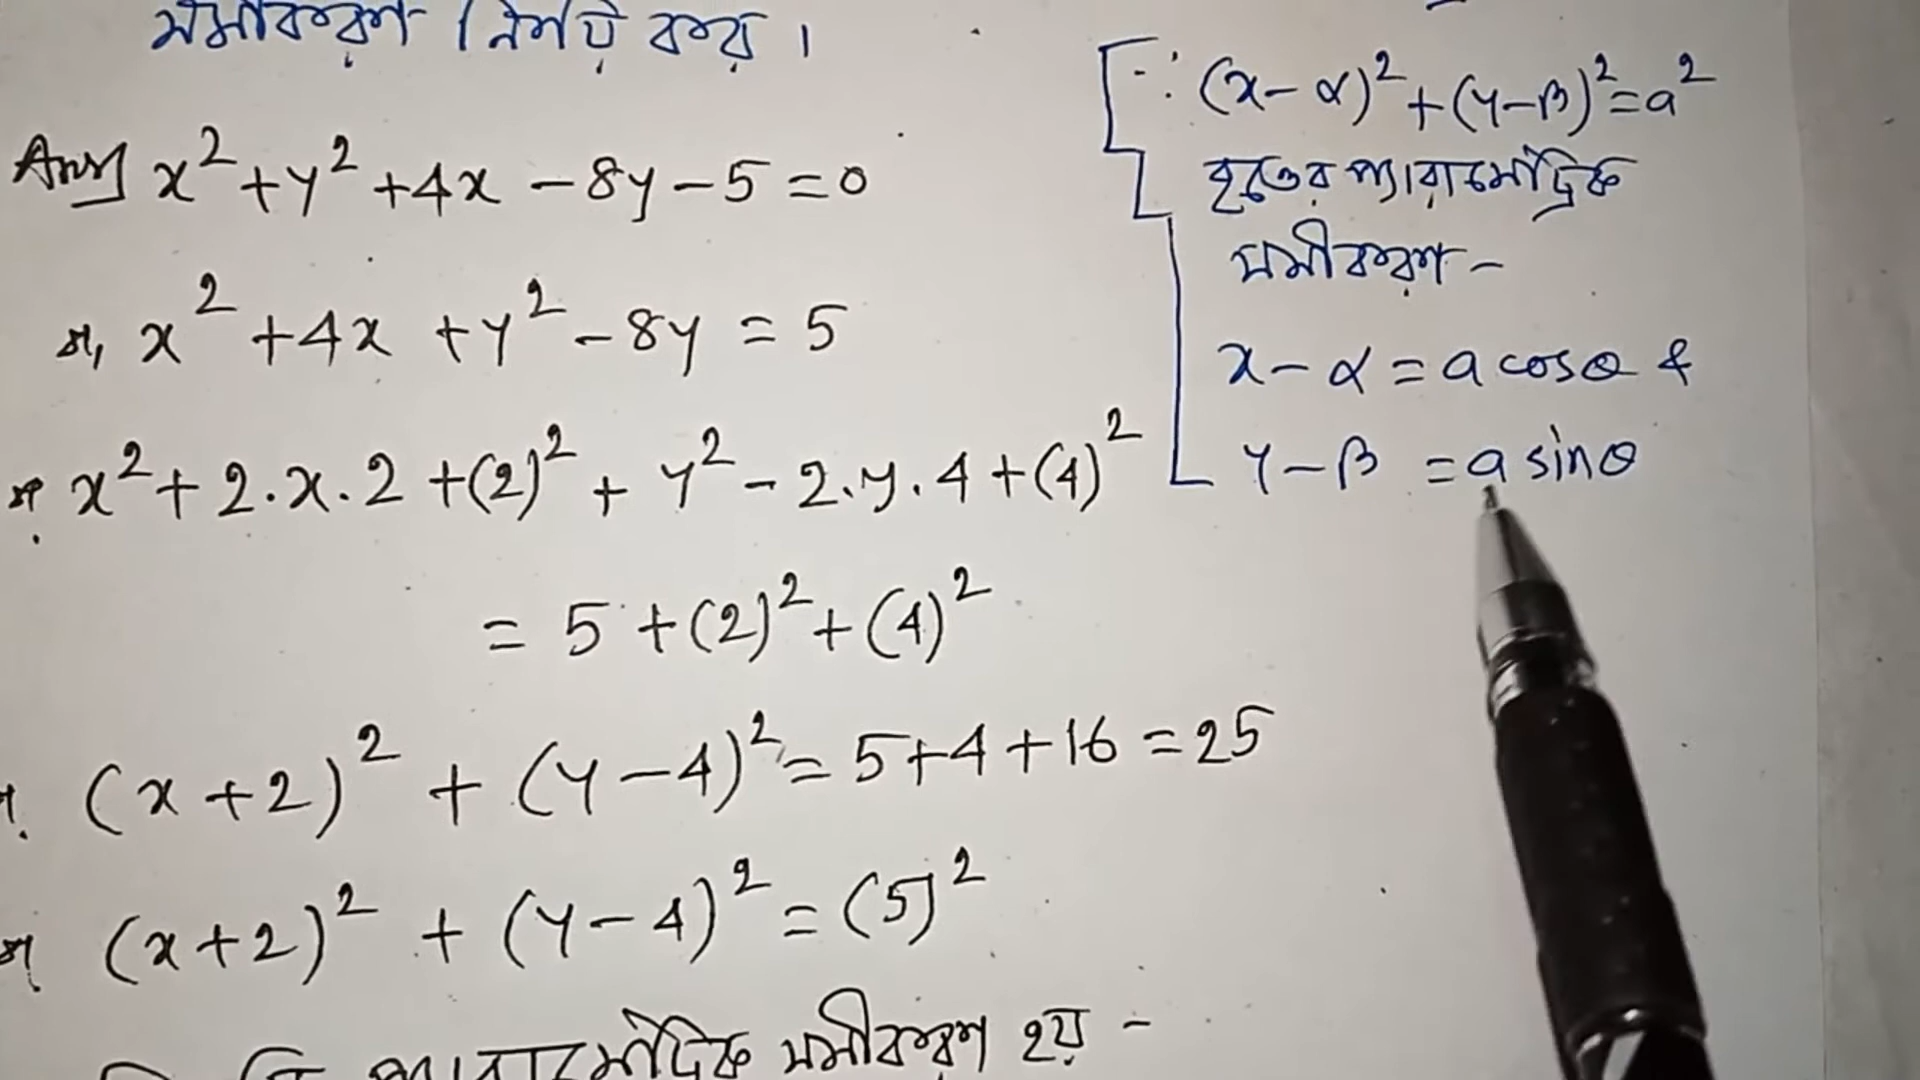 সমীকরণ নির্ণয় কর।
Ans/ x² + y² + 4x - 8y - 5 = 0
বা, x² + 4x + y² - 8y = 5
বা, x² + 2.x.2 + (2)² + y² - 2.y.4 + (4)²
= 5 + (2)² + (4)²
বা, (x+2)² + (y-4)² = 5+4+16 = 25
বা (x+2)² + (y-4)² = (5)²
প্যারামেট্রিক সমীকরণ হয় -
[∵ (x-α)² + (y-β)² = a²
বৃত্তের প্যারামেট্রিক
সমীকরণ -
x - α = a cosθ &
y - β = a sinθ